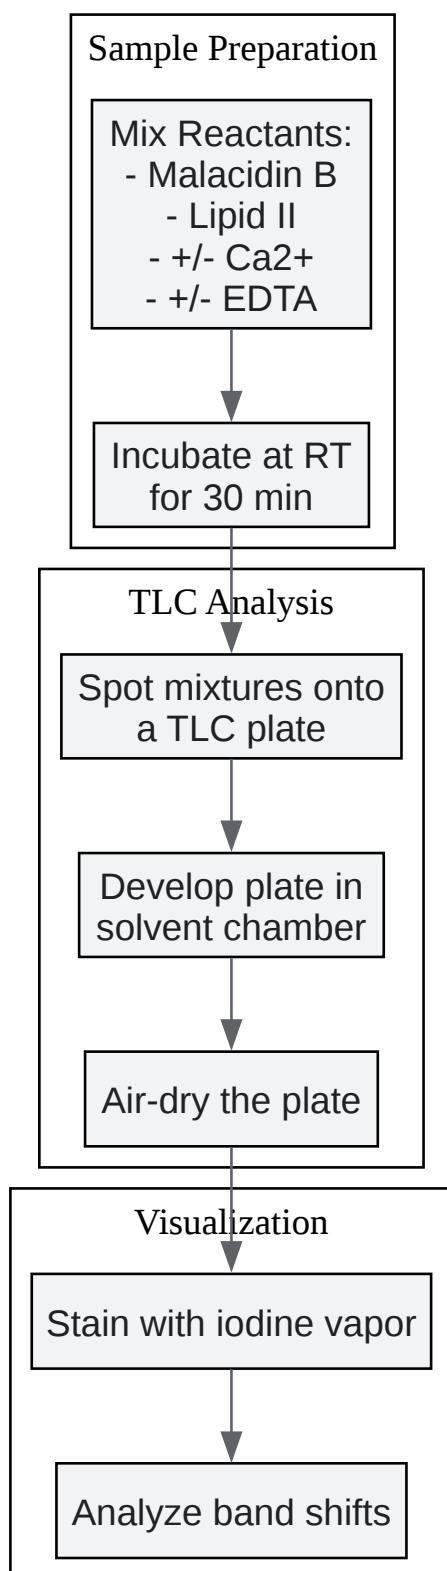 Sample Preparation
Mix Reactants:
- Malacidin B
- Lipid II
- +/- Ca2+
- +/- EDTA
Incubate at RT
for 30 min
TLC Analysis
Spot mixtures onto
a TLC plate
Develop plate in
solvent chamber
Air-dry the plate
Visualization
Stain with iodine vapor
Analyze band shifts